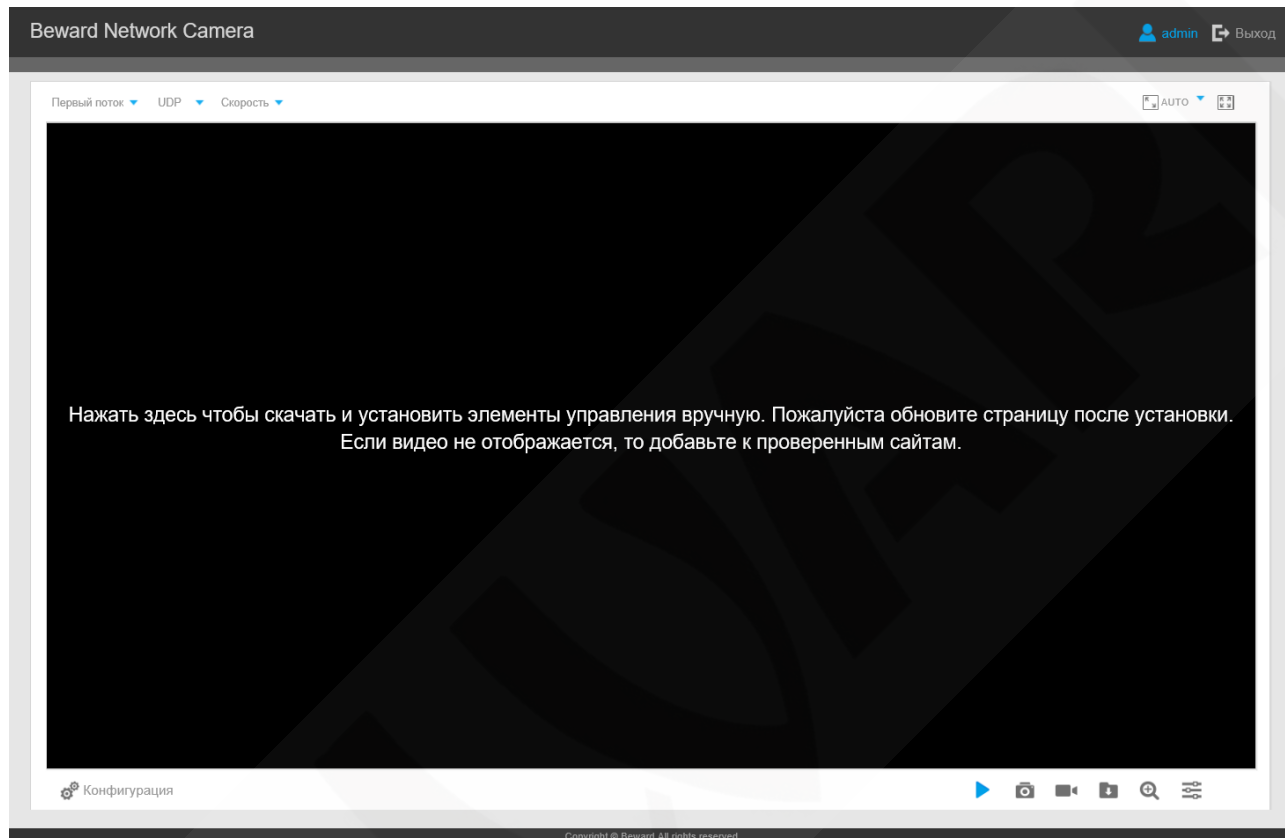 Beward Network Camera
admin Выход
Первый поток UDP Скорость AUTO
Нажать здесь чтобы скачать и установить элементы управления вручную. Пожалуйста обновите страницу после установки.
Если видео не отображается, то добавьте к проверенным сайтам.
Конфигурация
Copyright © Beward All rights reserved